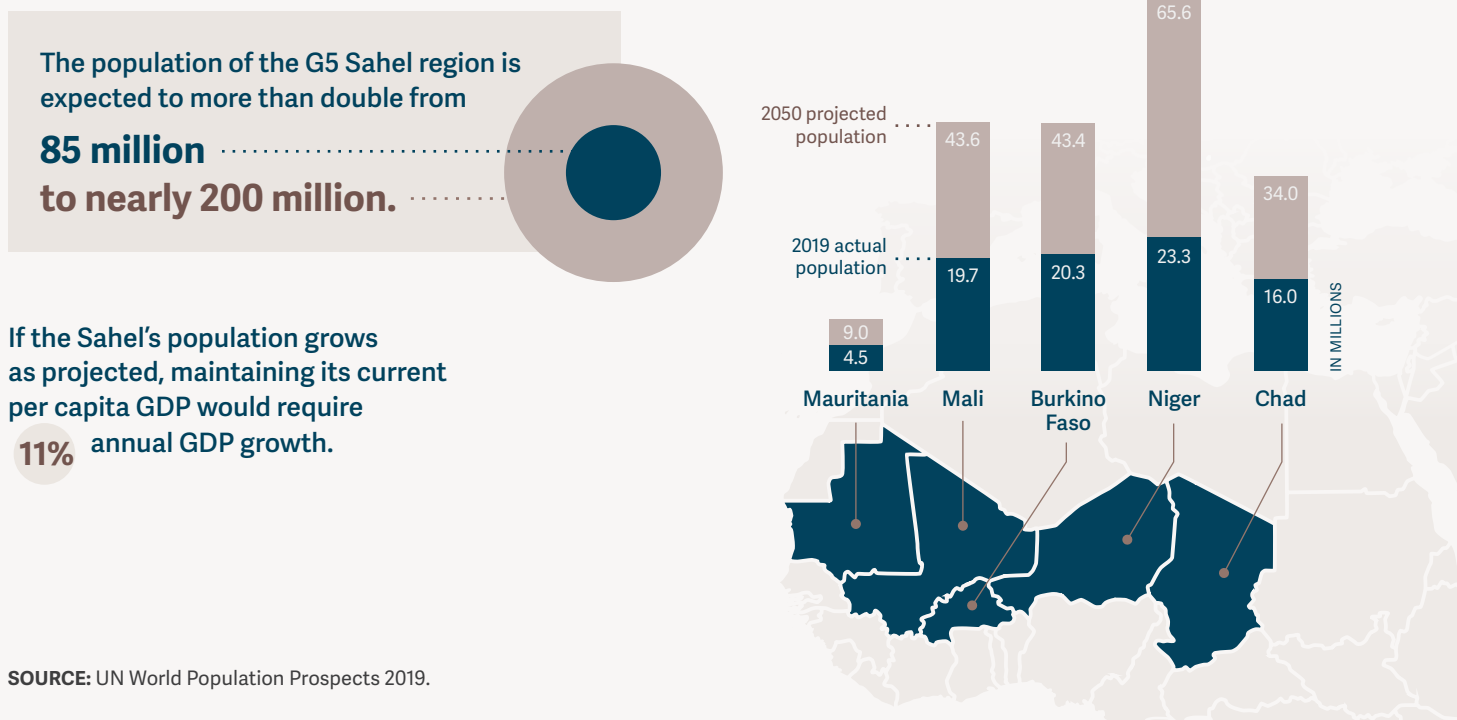 The population of the G5 Sahel region is
expected to more than double from
85 million
to nearly 200 million.
If the Sahel’s population grows
as projected, maintaining its current
per capita GDP would require
11% annual GDP growth.
SOURCE: UN World Population Prospects 2019.
2050 projected
population
2019 actual
population
9.0
4.5
43.6
19.7
43.4
20.3
65.6
23.3
34.0
16.0
IN MILLIONS
Mauritania
Mali
Burkino
Faso
Niger
Chad